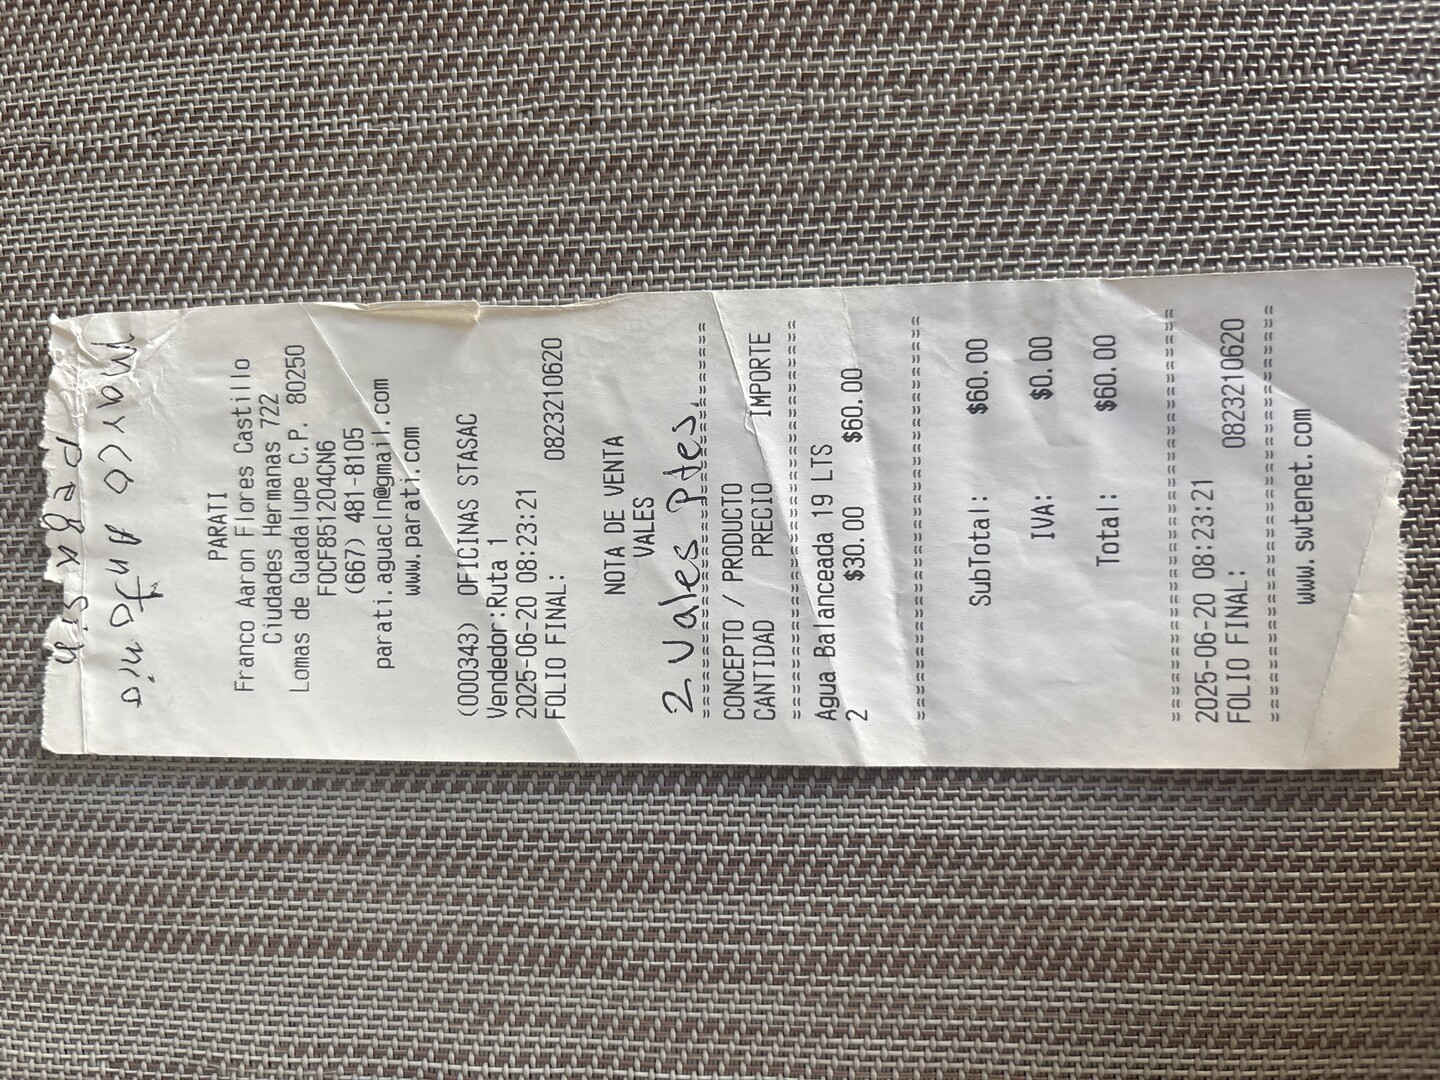 Marco Antonio
PARATI
Franco Aaron Flores Castillo
Ciudades Hermanas 722
Lomas de Guadalupe C.P. 80250
FOCF851204CN6
(667) 481-8105
parati.aguacln@gmail.com
www.parati.com
(000343) OFICINAS STASAC
Vendedor:Ruta 1
2025-06-20 08:23:21
FOLIO FINAL: 0823210620
NOTA DE VENTA
VALES
2 Vales Ptes.
==================================
CONCEPTO / PRODUCTO
CANTIDAD PRECIO IMPORTE
==================================
Agua Balanceada 19 LTS
2 $30.00 $60.00
==================================
SubTotal: $60.00
IVA: $0.00
Total: $60.00
==================================
2025-06-20 08:23:21
FOLIO FINAL: 0823210620
==================================
www.swtenet.com